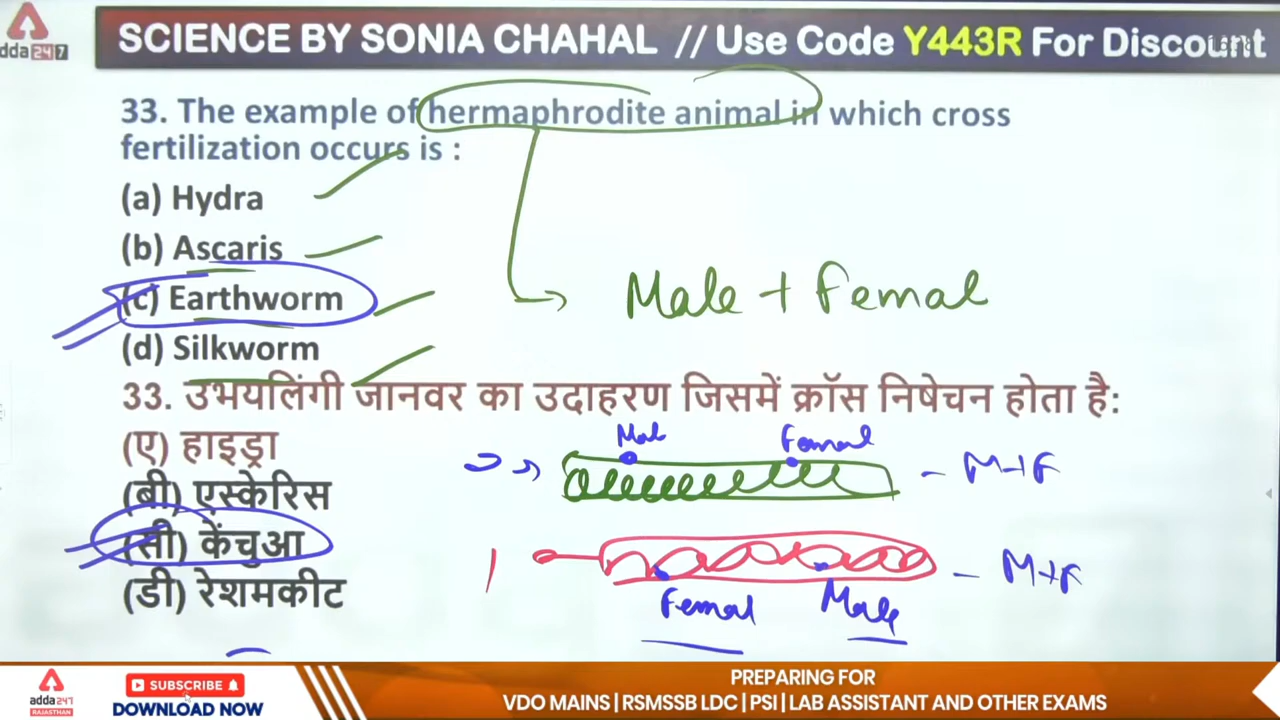 adda247
SCIENCE BY SONIA CHAHAL // Use Code Y443R For Discount
33. The example of hermaphrodite animal in which cross
fertilization occurs is :
(a) Hydra
(b) Ascaris
(c) Earthworm
(d) Silkworm
Male + Femal
33. उभयलिंगी जानवर का उदाहरण जिसमें क्रॉस निषेचन होता है:
(ए) हाइड्रा
(बी) एस्केरिस
(सी) केंचुआ
(डी) रेशमकीट
Mal Femal
- M+F
Femal Male
- M+F
adda247
RAJASTHAN
SUBSCRIBE
DOWNLOAD NOW
PREPARING FOR
VDO MAINS | RSMSSB LDC | PSI | LAB ASSISTANT AND OTHER EXAMS